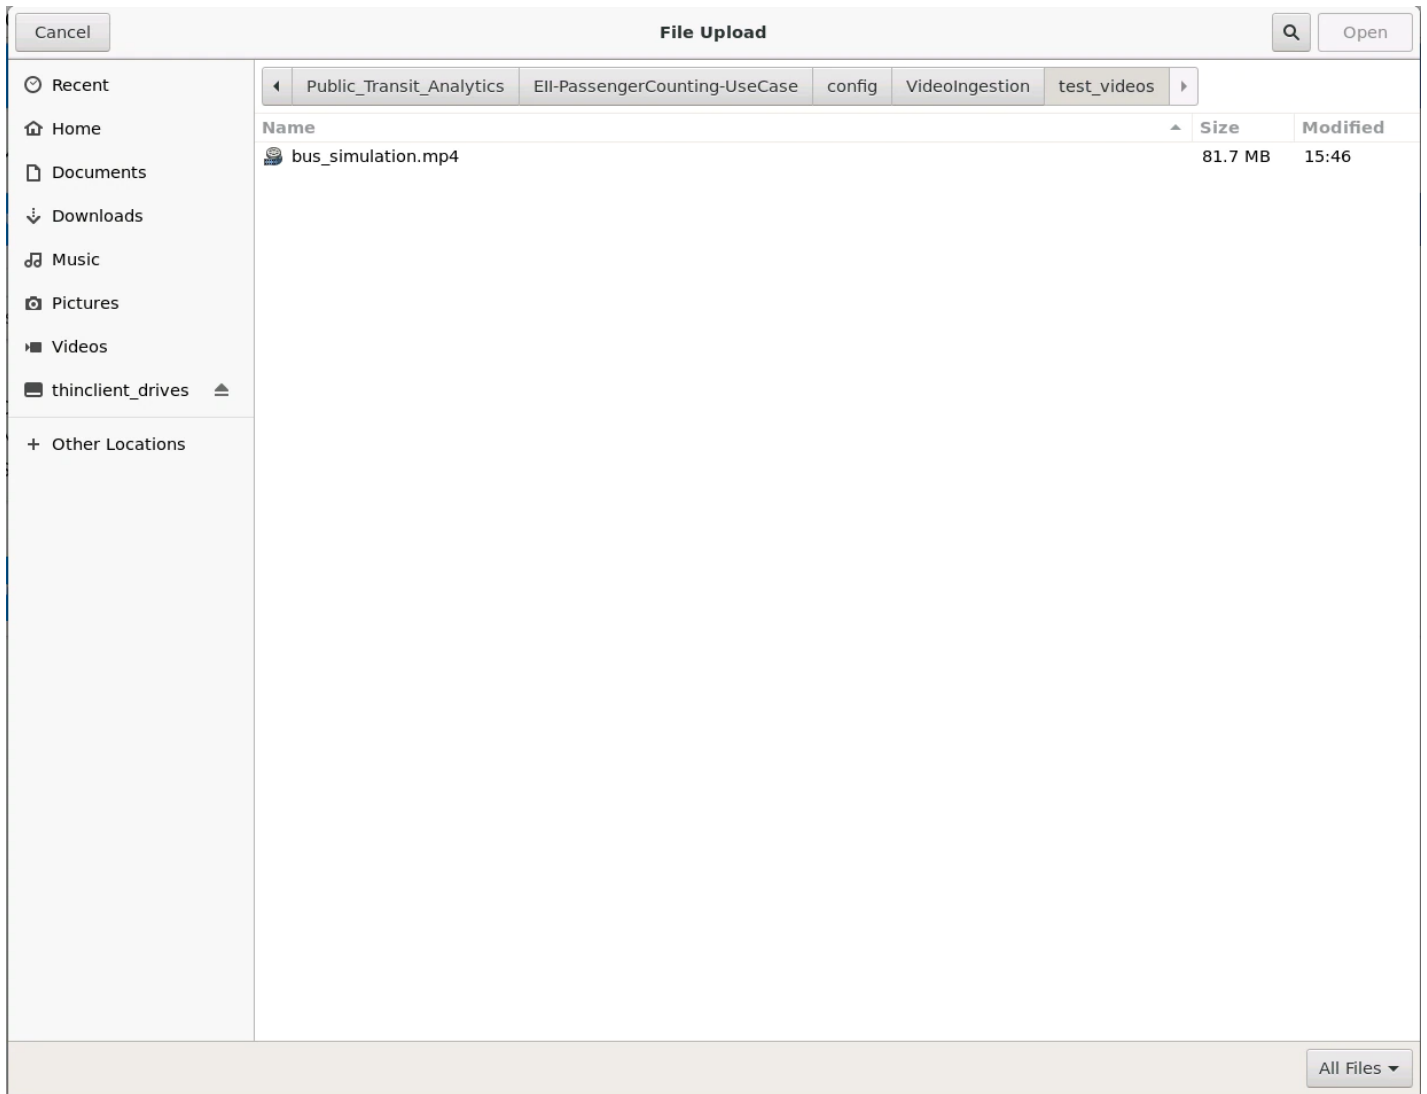 Cancel File Upload Open
Recent
Home
Documents
Downloads
Music
Pictures
Videos
thinclient_drives
Other Locations
Public_Transit_Analytics EII-PassengerCounting-UseCase config VideoIngestion test_videos
Name Size Modified
bus_simulation.mp4 81.7 MB 15:46
All Files